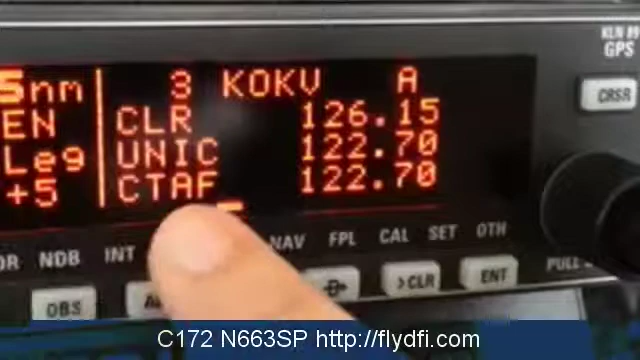 KLN 89
GPS
5nm 3 KOKV A
EN CLR 126.15
Leg UNIC 122.70
+5 CTAF 122.70
NDB INT NAV FPL CAL SET OTH
CRSR
OBS >CLR ENT
PULL
C172 N663SP http://flydfi.com